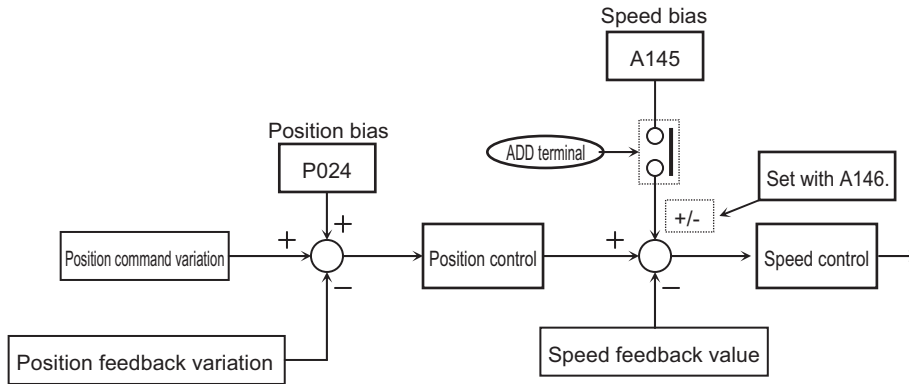 Speed bias
A145
Position bias
ADD terminal
P024
Set with A146.
+
+/-
+
+
Position command variation
Position control
Speed control
−
−
Position feedback variation
Speed feedback value